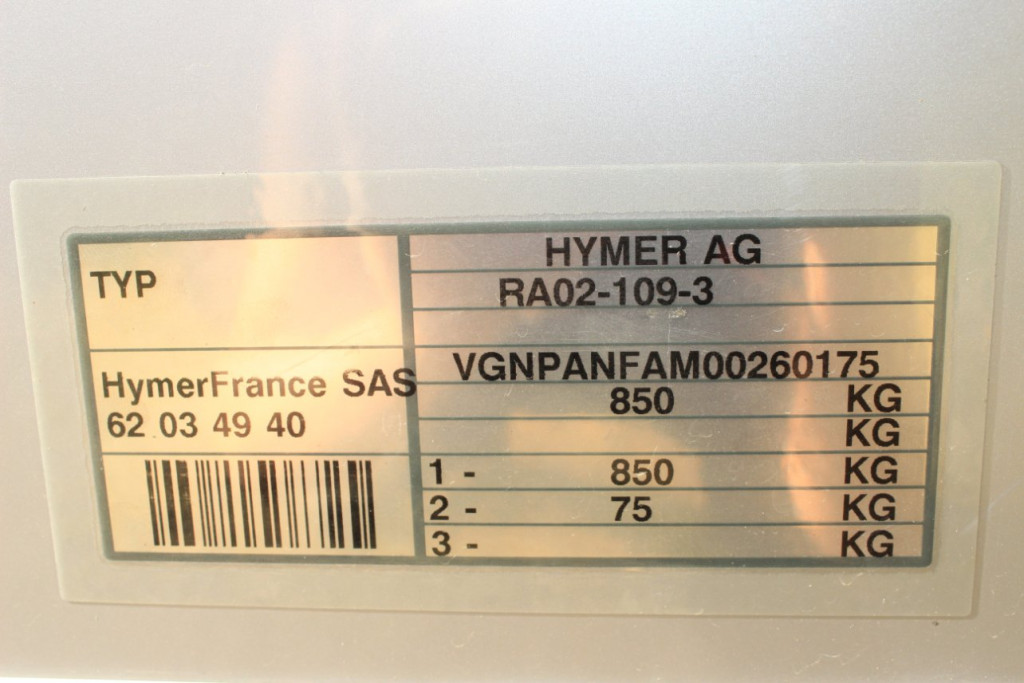 TYP
HymerFrance SAS
62 03 49 40
HYMER AG
RA02-109-3
VGNPANFAM00260175
850 KG
KG
1 - 850 KG
2 - 75 KG
3 - KG